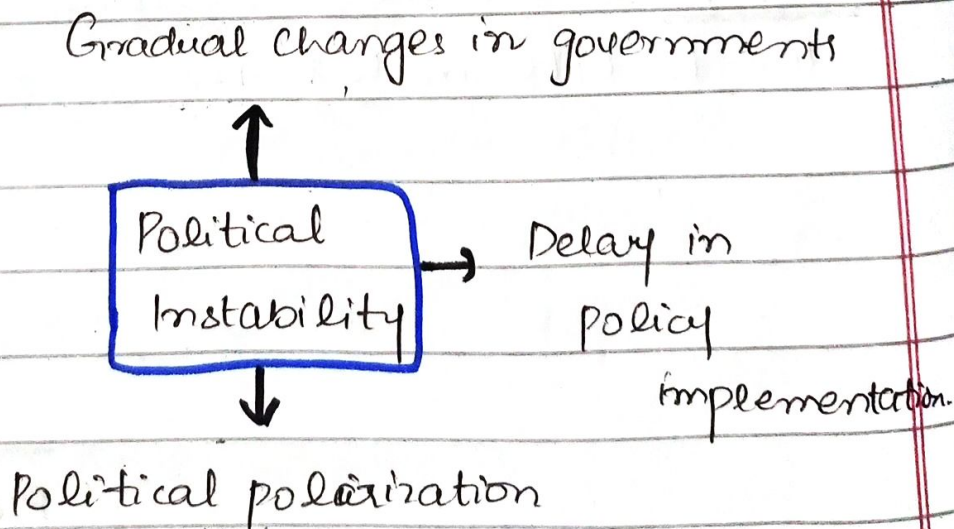 Gradual changes in governments
Political
Instability
Delay in
policy
implementation.
Political polarization